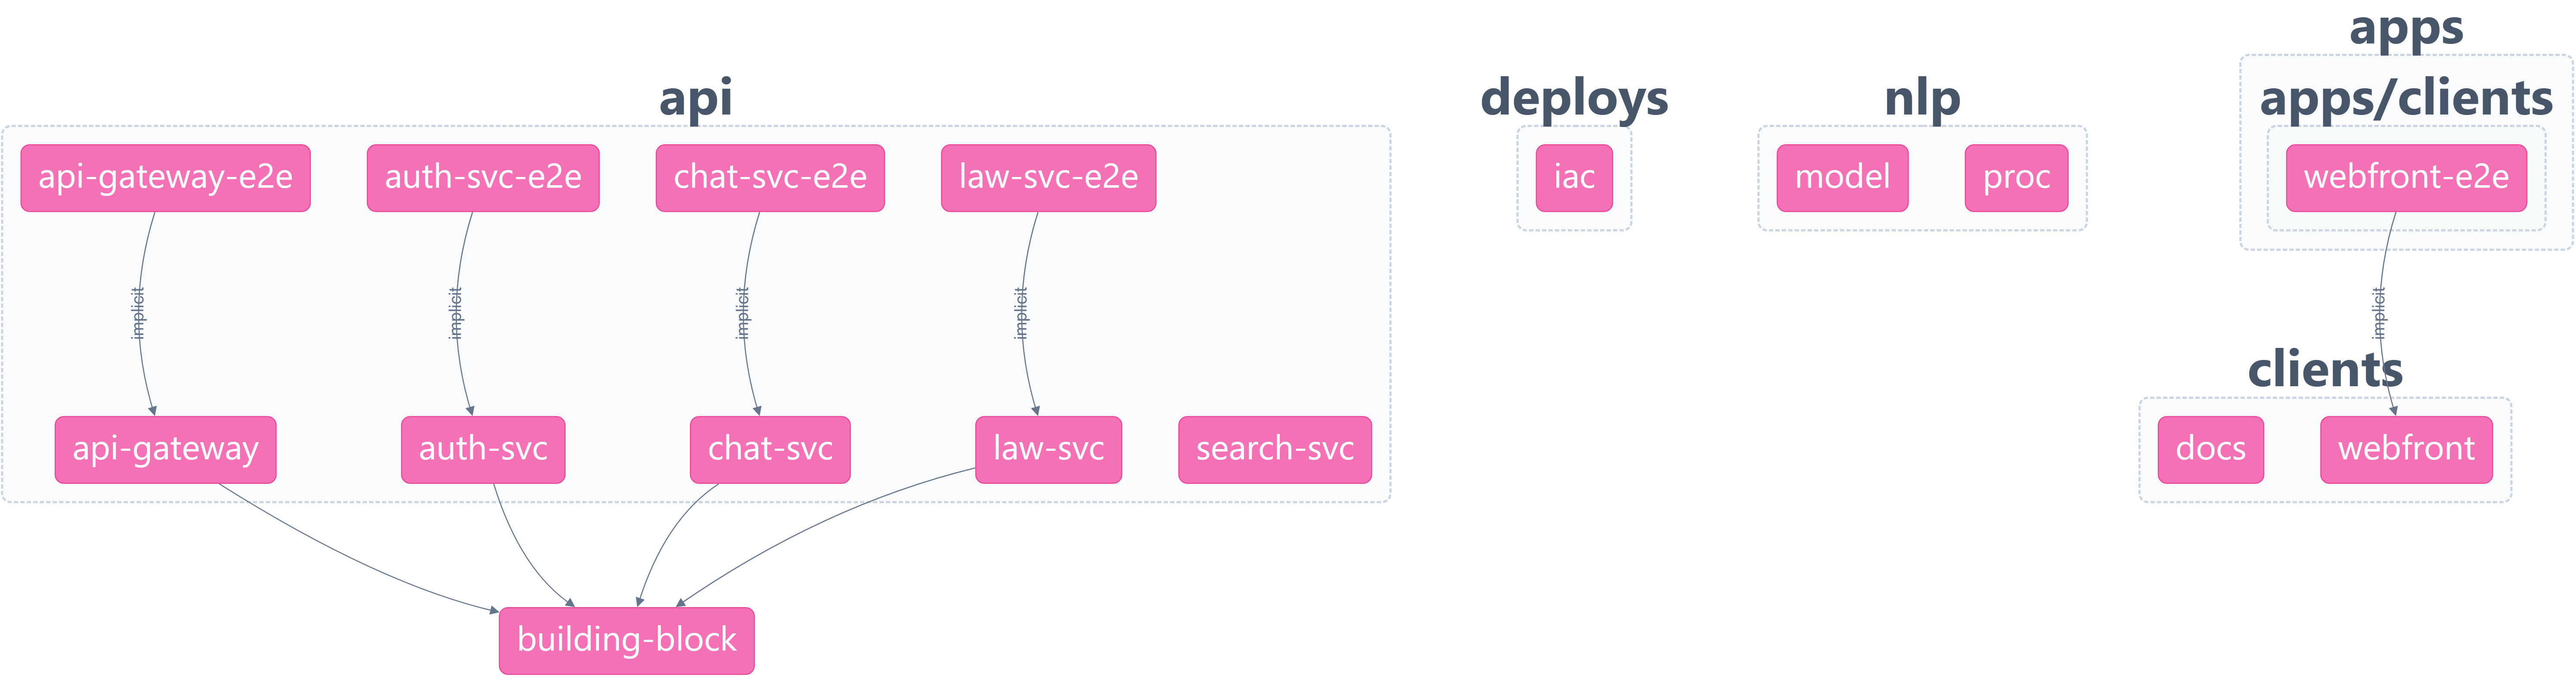 apps
api
deploys
nlp
apps/clients
api-gateway-e2e
auth-svc-e2e
chat-svc-e2e
law-svc-e2e
iac
model
proc
webfront-e2e
implicit
implicit
implicit
implicit
implicit
clients
api-gateway
auth-svc
chat-svc
law-svc
search-svc
docs
webfront
building-block